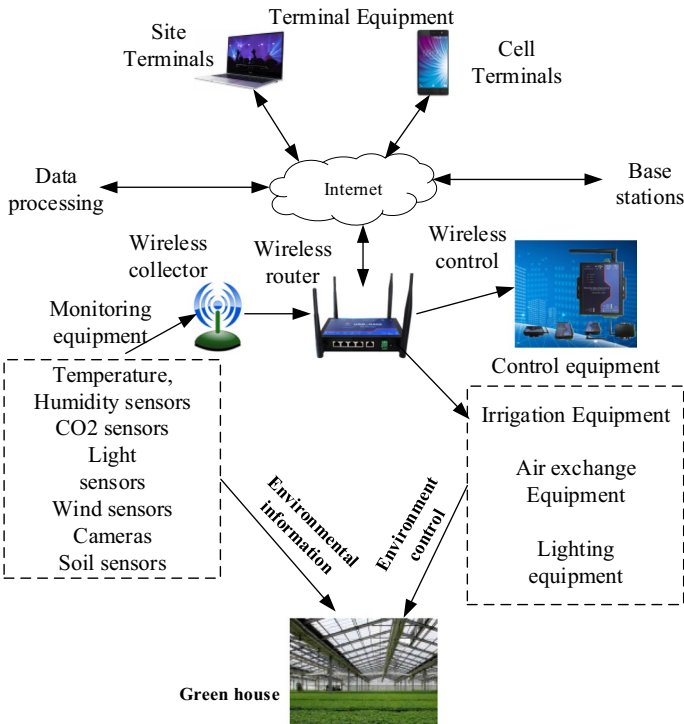 Terminal Equipment
Site
Terminals
Cell
Terminals
Data
processing
Internet
Base
stations
Wireless
collector
Wireless
router
Wireless
control
Monitoring
equipment
Control equipment
Temperature,
Humidity sensors
CO2 sensors
Light
sensors
Wind sensors
Cameras
Soil sensors
Irrigation Equipment
Air exchange
Equipment
Lighting
equipment
Environmental
information
Environment
control
Green house